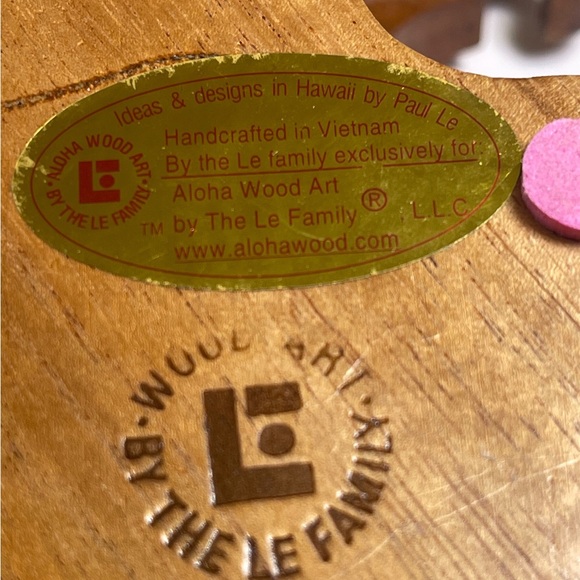 Ideas & designs in Hawaii by Paul Le
ALOHA WOOD ART
• BY THE LE FAMILY •
Handcrafted in Vietnam
By the Le family exclusively for:
Aloha Wood Art
TM by The Le Family ® , L.L.C
www.alohawood.com
WOOD ART
• BY THE LE FAMILY •